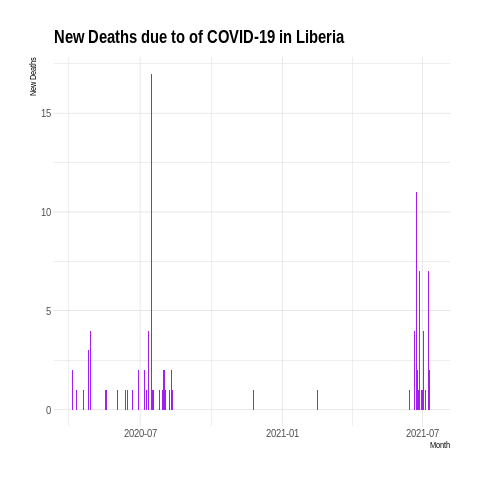 New Deaths due to of COVID-19 in Liberia
New Deaths
15
10
5
0
2020-07
2021-01
2021-07
Month